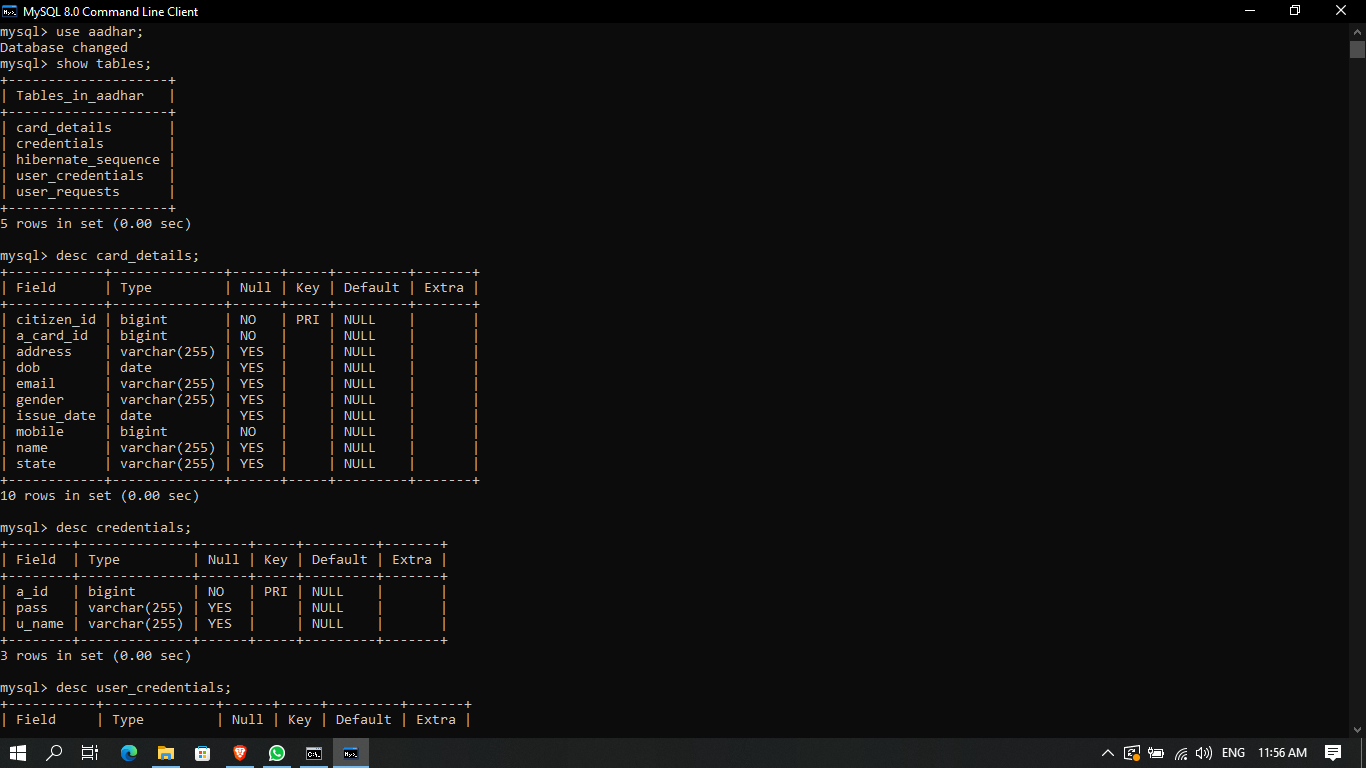 MySQL 8.0 Command Line Client
mysql> use aadhar;
Database changed
mysql> show tables;
+--------------------+
| Tables_in_aadhar   |
+--------------------+
| card_details       |
| credentials        |
| hibernate_sequence |
| user_credentials   |
| user_requests      |
+--------------------+
5 rows in set (0.00 sec)
mysql> desc card_details;
+------------+--------------+------+-----+---------+-------+
| Field      | Type         | Null | Key | Default | Extra |
+------------+--------------+------+-----+---------+-------+
| citizen_id | bigint       | NO   | PRI | NULL    |       |
| a_card_id  | bigint       | NO   |     | NULL    |       |
| address    | varchar(255) | YES  |     | NULL    |       |
| dob        | date         | YES  |     | NULL    |       |
| email      | varchar(255) | YES  |     | NULL    |       |
| gender     | varchar(255) | YES  |     | NULL    |       |
| issue_date | date         | YES  |     | NULL    |       |
| mobile     | bigint       | NO   |     | NULL    |       |
| name       | varchar(255) | YES  |     | NULL    |       |
| state      | varchar(255) | YES  |     | NULL    |       |
+------------+--------------+------+-----+---------+-------+
10 rows in set (0.00 sec)
mysql> desc credentials;
+--------+--------------+------+-----+---------+-------+
| Field  | Type         | Null | Key | Default | Extra |
+--------+--------------+------+-----+---------+-------+
| a_id   | bigint       | NO   | PRI | NULL    |       |
| pass   | varchar(255) | YES  |     | NULL    |       |
| u_name | varchar(255) | YES  |     | NULL    |       |
+--------+--------------+------+-----+---------+-------+
3 rows in set (0.00 sec)
mysql> desc user_credentials;
+-----------+--------------+------+-----+---------+-------+
| Field     | Type         | Null | Key | Default | Extra |
ENG 11:56 AM